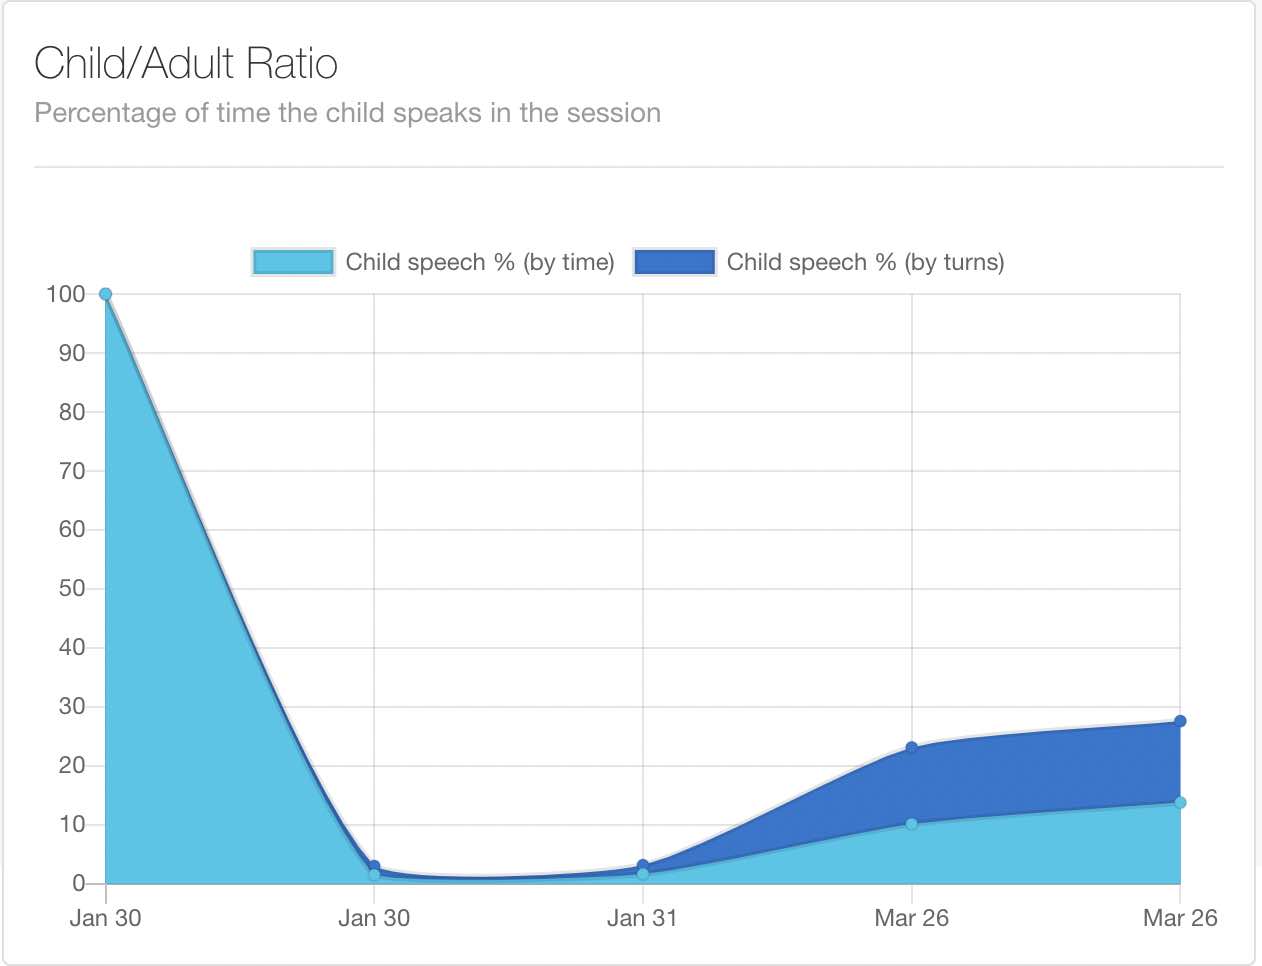 Child/Adult Ratio
Percentage of time the child speaks in the session
Child speech % (by time) Child speech % (by turns)
100
90
80
70
60
50
40
30
20
10
0
Jan 30 Jan 30 Jan 31 Mar 26 Mar 26